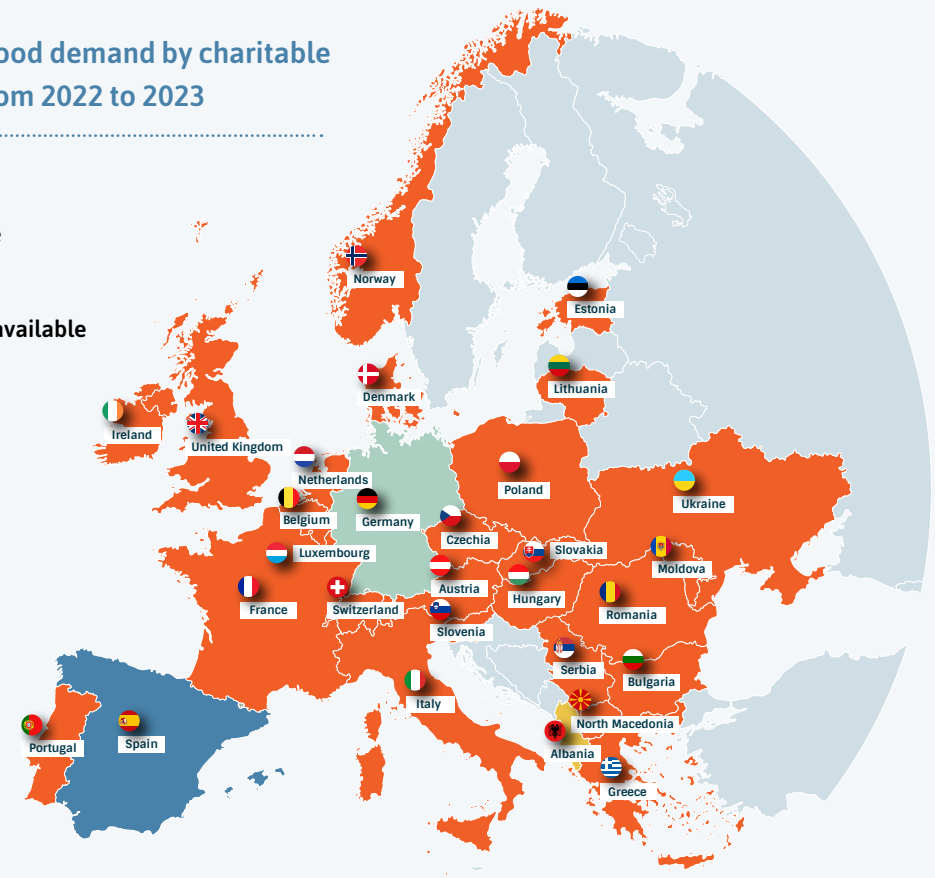 ood demand by charitable
om 2022 to 2023
available
Norway
Estonia
Lithuania
Denmark
Ireland
United Kingdom
Netherlands
Poland
Ukraine
Belgium
Germany
Czechia
Luxembourg
Slovakia
Moldova
Austria
Hungary
France
Switzerland
Romania
Slovenia
Serbia
Bulgaria
Italy
North Macedonia
Portugal
Spain
Albania
Greece